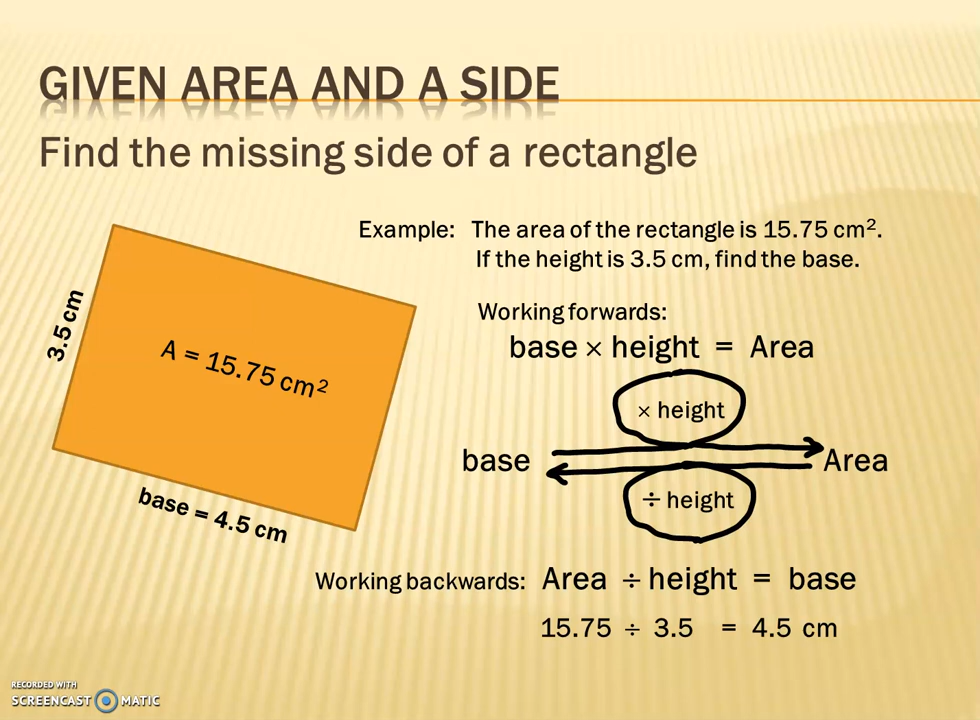 GIVEN AREA AND A SIDE
Find the missing side of a rectangle
Example: The area of the rectangle is 15.75 cm².
If the height is 3.5 cm, find the base.
Working forwards:
base × height = Area
3.5 cm
A = 15.75 cm²
base = 4.5 cm
× height
base Area
÷ height
Working backwards: Area ÷ height = base
15.75 ÷ 3.5 = 4.5 cm
RECORDED WITH
SCREENCAST MATIC